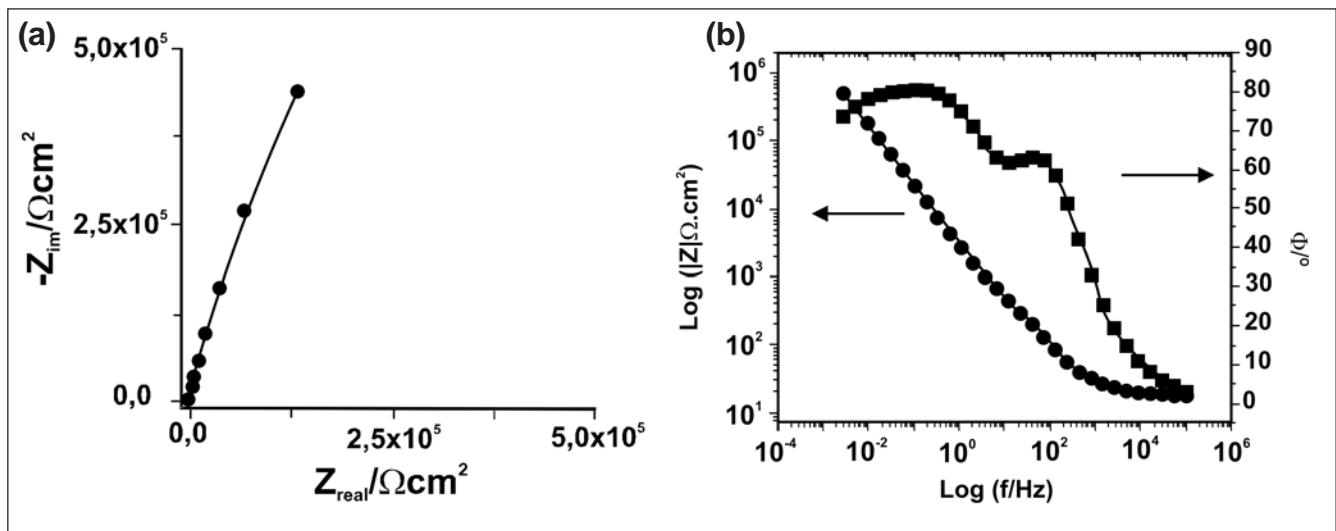 (a)
5,0x10⁵
2,5x10⁵
0,0
-Z_im/Ωcm²
0,0
2,5x10⁵
5,0x10⁵
Z_real/Ωcm²
(b)
10⁶
10⁵
10⁴
10³
10²
10¹
Log (|Z|Ω.cm²)
10⁻⁴
10⁻²
10⁰
10²
10⁴
10⁶
Log (f/Hz)
90
80
70
60
50
40
30
20
10
0
Φ/º